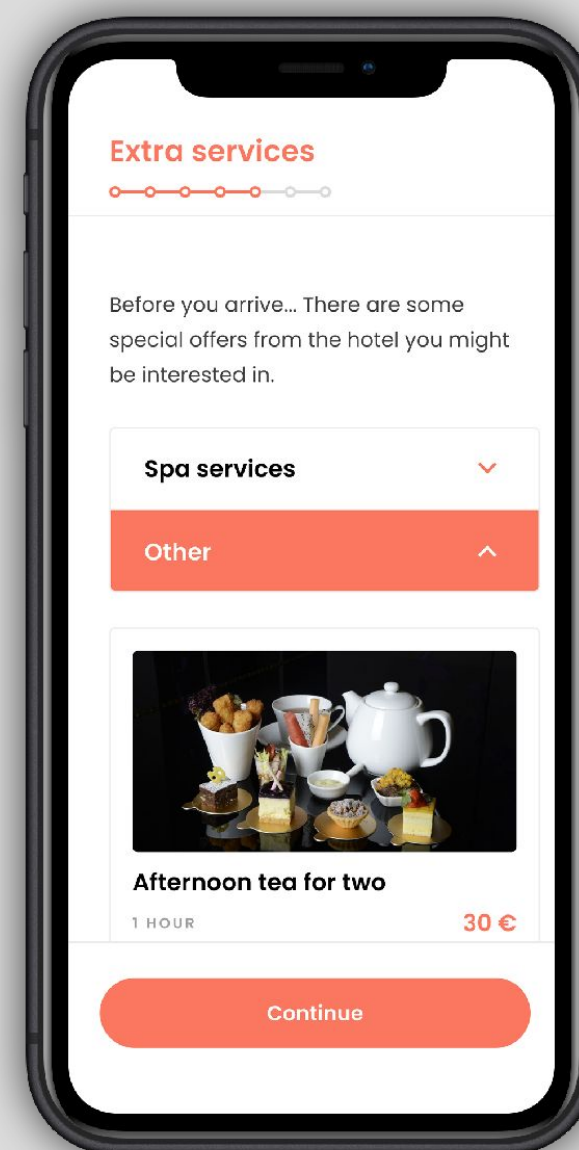 Extra services
Before you arrive... There are some
special offers from the hotel you might
be interested in.
Spa services
Other
Afternoon tea for two
1 HOUR
30 €
Continue